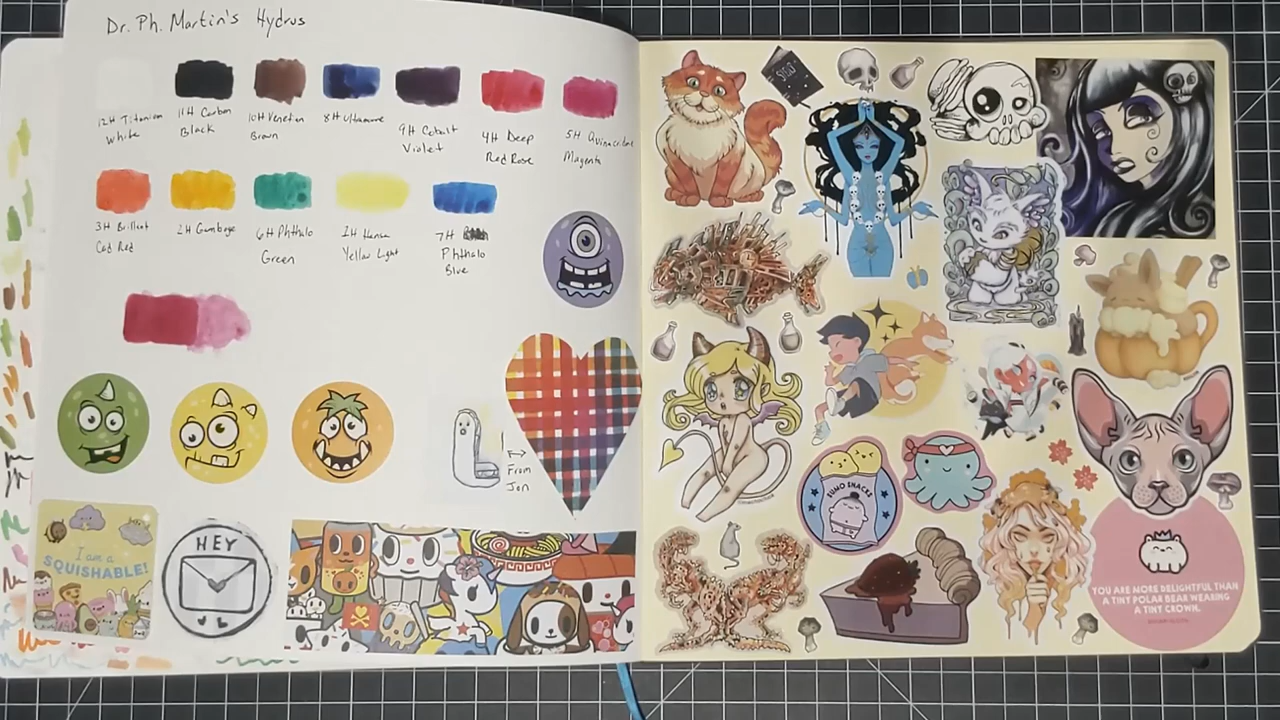 Dr. Ph. Martin's Hydrus
12H Titanium
White
11H Carbon
Black
10H Venetian
Brown
8H Ultramarine
9H Cobalt
Violet
4H Deep
Red Rose
5H Quinacridone
Magenta
3H Brilliant
Cad Red
2H Gamboge
6H Phthalo
Green
1H Hansa
Yellow Light
7H
Phthalo
Blue
From
Jon
I am a
SQUISHABLE!
HEY
SUMO SNACKS
YOU ARE MORE DELIGHTFUL THAN
A TINY POLAR BEAR WEARING
A TINY CROWN.